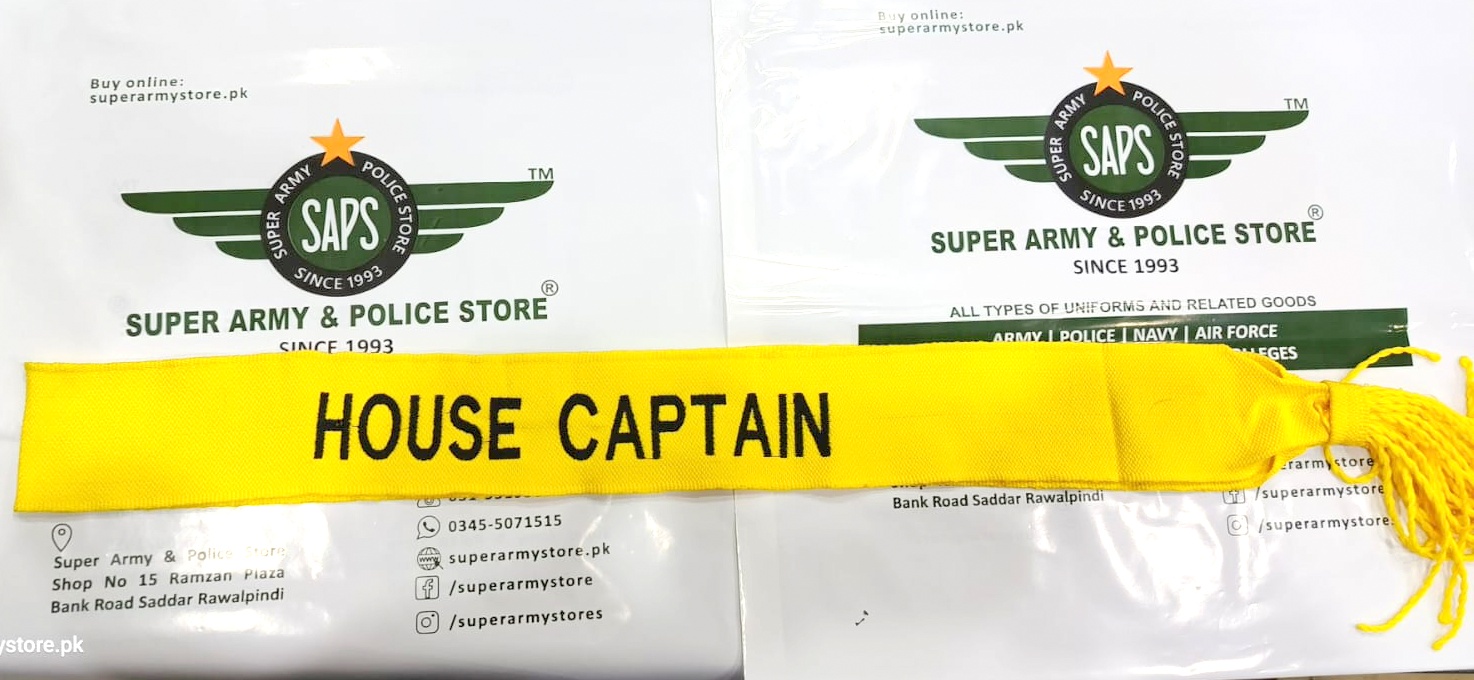 Buy online:
superarmystore.pk
SUPER ARMY POLICE STORE
SAPS
SINCE 1993
TM
SUPER ARMY & POLICE STORE®
SINCE 1993
Buy online:
superarmystore.pk
SUPER ARMY POLICE STORE
SAPS
SINCE 1993
TM
SUPER ARMY & POLICE STORE®
SINCE 1993
ALL TYPES OF UNIFORMS AND RELATED GOODS
ARMY | POLICE | NAVY | AIR FORCE
HOUSE CAPTAIN
Super Army & Police Store
Shop No 15 Ramzan Plaza
Bank Road Saddar Rawalpindi
0345-5071515
superarmystore.pk
/superarmystore
/superarmystores
Bank Road Saddar Rawalpindi
/superarmystore
/superarmystore
ystore.pk